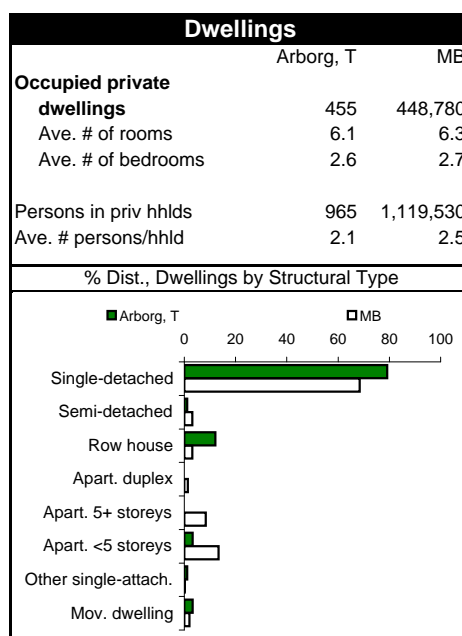 Dwellings
Arborg, T MB
Occupied private
dwellings 455 448,780
Ave. # of rooms 6.1 6.3
Ave. # of bedrooms 2.6 2.7
Persons in priv hhlds 965 1,119,530
Ave. # persons/hhld 2.1 2.5
% Dist., Dwellings by Structural Type
Arborg, T MB
0 20 40 60 80 100
Single-detached
Semi-detached
Row house
Apart. duplex
Apart. 5+ storeys
Apart. <5 storeys
Other single-attach.
Mov. dwelling